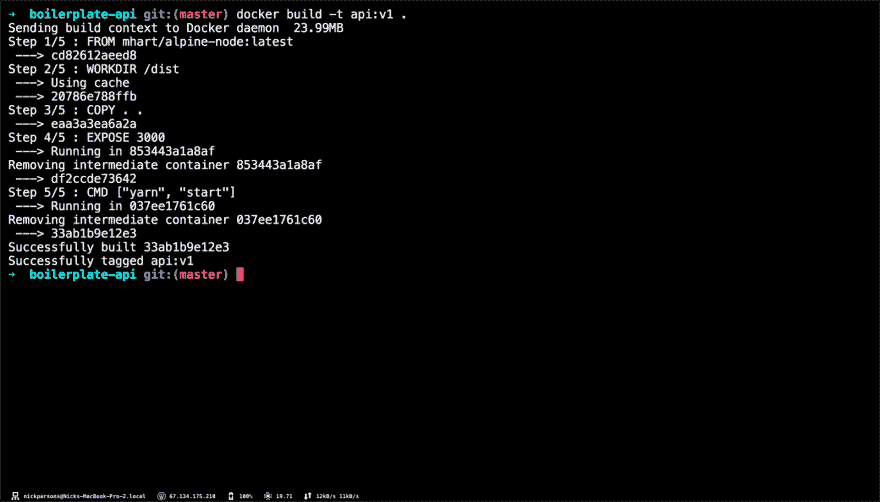 ➜  boilerplate-api git:(master) docker build -t api:v1 .
Sending build context to Docker daemon  23.99MB
Step 1/5 : FROM mhart/alpine-node:latest
 ---> cd82612aeed8
Step 2/5 : WORKDIR /dist
 ---> Using cache
 ---> 20786e788ffb
Step 3/5 : COPY . .
 ---> eaa3a3ea6a2a
Step 4/5 : EXPOSE 3000
 ---> Running in 853443a1a8af
Removing intermediate container 853443a1a8af
 ---> df2ccde73642
Step 5/5 : CMD ["yarn", "start"]
 ---> Running in 037ee1761c60
Removing intermediate container 037ee1761c60
 ---> 33ab1b9e12e3
Successfully built 33ab1b9e12e3
Successfully tagged api:v1
➜  boilerplate-api git:(master)
nickparsons@Nicks-MacBook-Pro-2.local 67.134.175.210 100% 19.71 12kB/s 11kB/s